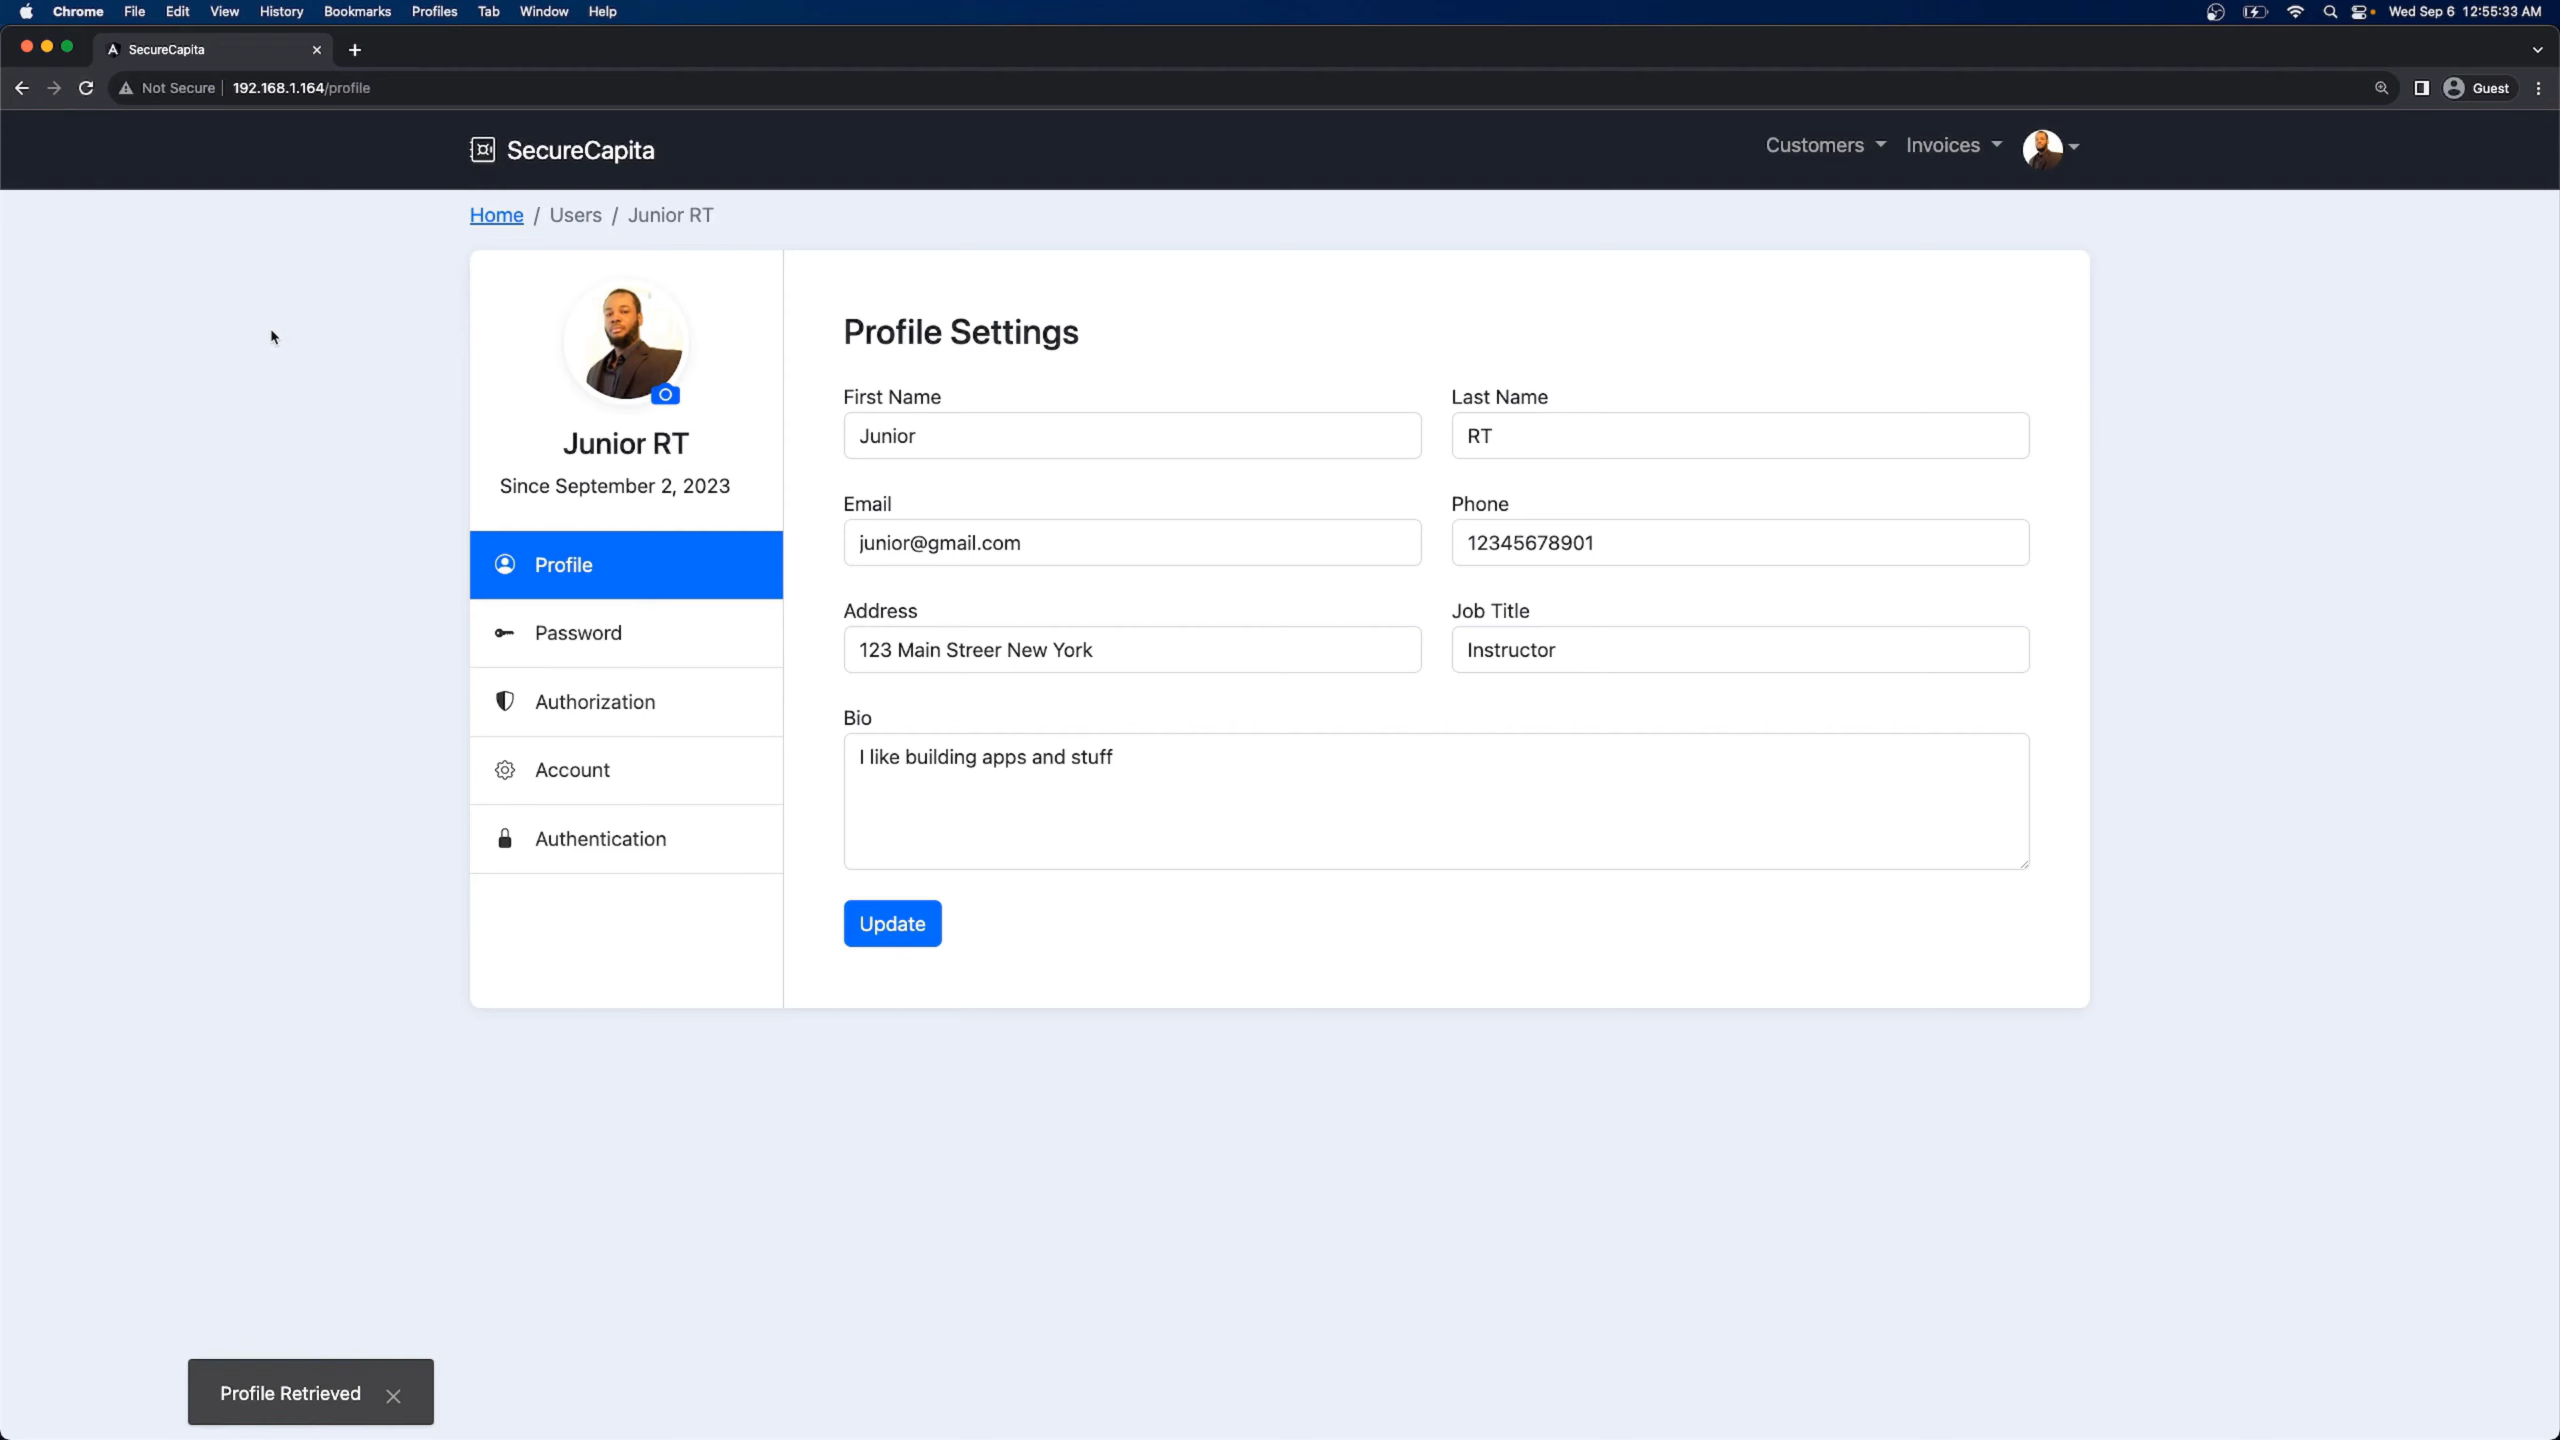 Chrome File Edit View History Bookmarks Profiles Tab Window Help Wed Sep 6 12:55:33 AM
SecureCapita
Not Secure 192.168.1.164/profile Guest
SecureCapita Customers Invoices
Home / Users / Junior RT
Junior RT
Since September 2, 2023
Profile
Password
Authorization
Account
Authentication
Profile Settings
First Name Last Name
Junior RT
Email Phone
junior@gmail.com 12345678901
Address Job Title
123 Main Streer New York Instructor
Bio
I like building apps and stuff
Update
Profile Retrieved